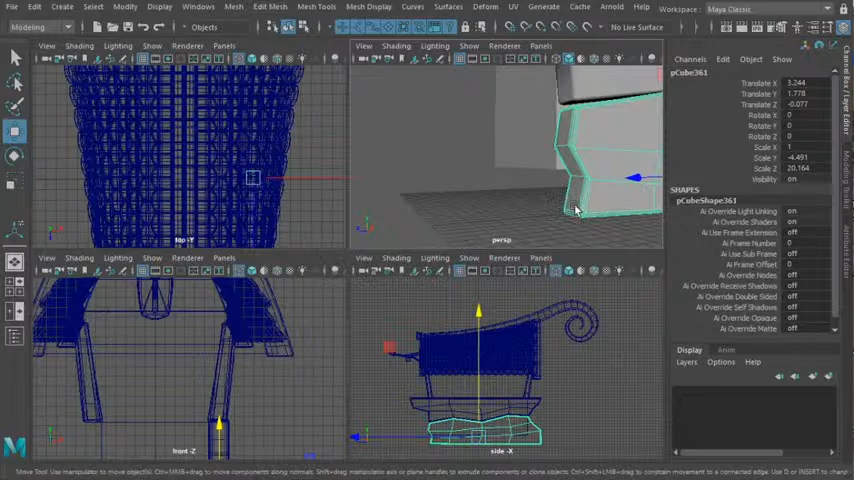 File Edit Create Select Modify Display Windows Mesh Edit Mesh Mesh Tools Mesh Display Curves Surfaces Deform UV Generate Cache Arnold Help Workspace: Maya Classic
Modeling Objects No Live Surface
View Shading Lighting Show Renderer Panels
View Shading Lighting Show Renderer Panels
top -Y
persp
View Shading Lighting Show Renderer Panels
View Shading Lighting Show Renderer Panels
front -Z
side -X
Channels Edit Object Show
pCube361
Translate X 3.244
Translate Y 1.778
Translate Z -0.077
Rotate X 0
Rotate Y 0
Rotate Z 0
Scale X 1
Scale Y -4.491
Scale Z 20.164
Visibility on
SHAPES
pCubeShape361
Ai Override Light Linking on
Ai Override Shaders on
Ai Use Frame Extension off
Ai Frame Number 0
Ai Use Sub Frame off
Ai Frame Offset 0
Ai Override Nodes off
Ai Override Receive Shadows off
Ai Override Double Sided off
Ai Override Self Shadows off
Ai Override Opaque off
Ai Override Matte off
Display Anim
Layers Options Help
Channel Box / Layer Editor
Modeling Toolkit
Attribute Editor
Move Tool: Use manipulator to move object(s). Ctrl+MMB+drag to move components along normals. Shift+drag manipulator axis or plane handles to extrude components or clone objects. Ctrl+Shift+LMB+drag to constrain movement to a connected edge. Use D or INSERT to chan